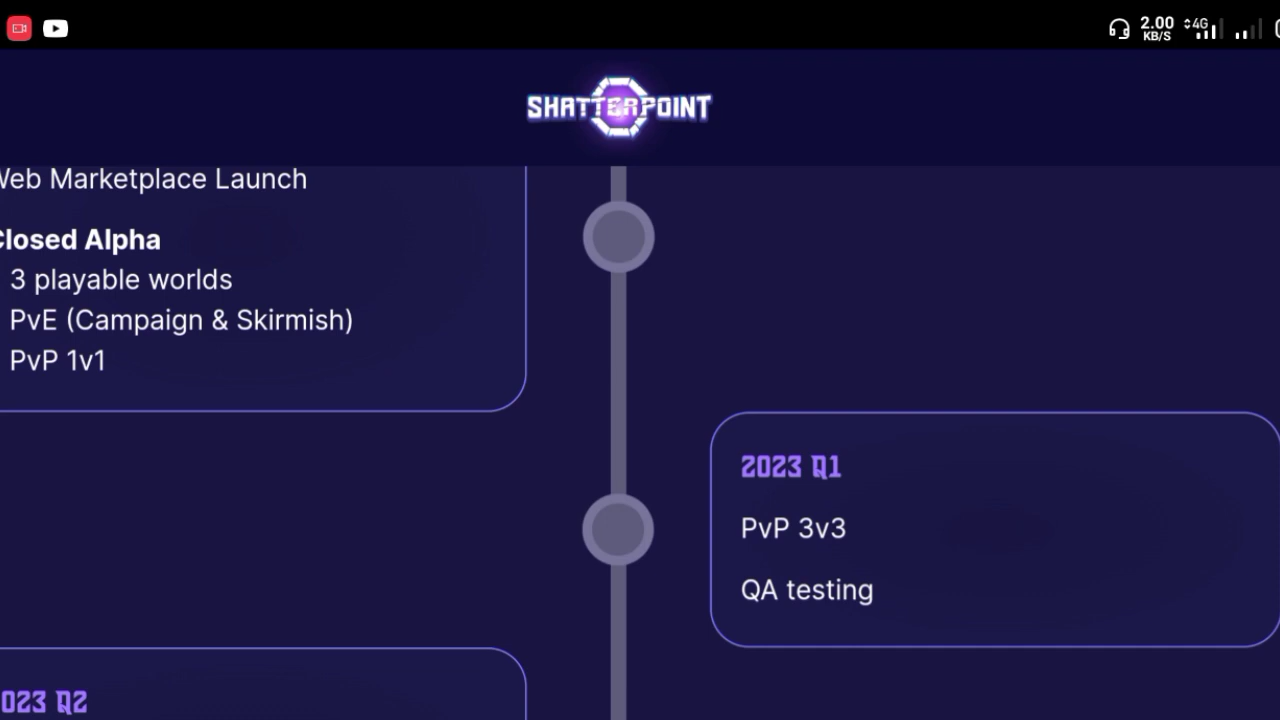 2.00
KB/S
4G
SHATTERPOINT
Web Marketplace Launch
Closed Alpha
3 playable worlds
PvE (Campaign & Skirmish)
PvP 1v1
2023 Q1
PvP 3v3
QA testing
023 Q2